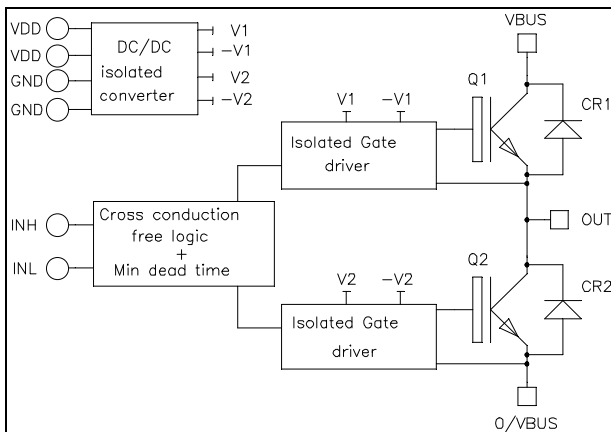 VDD
VDD
GND
GND
DC/DC
isolated
converter
V1
-V1
V2
-V2
VBUS
Q1
CR1
V1 -V1
Isolated Gate
driver
INH
INL
Cross conduction
free logic
+
Min dead time
OUT
Q2
CR2
V2 -V2
Isolated Gate
driver
0/VBUS